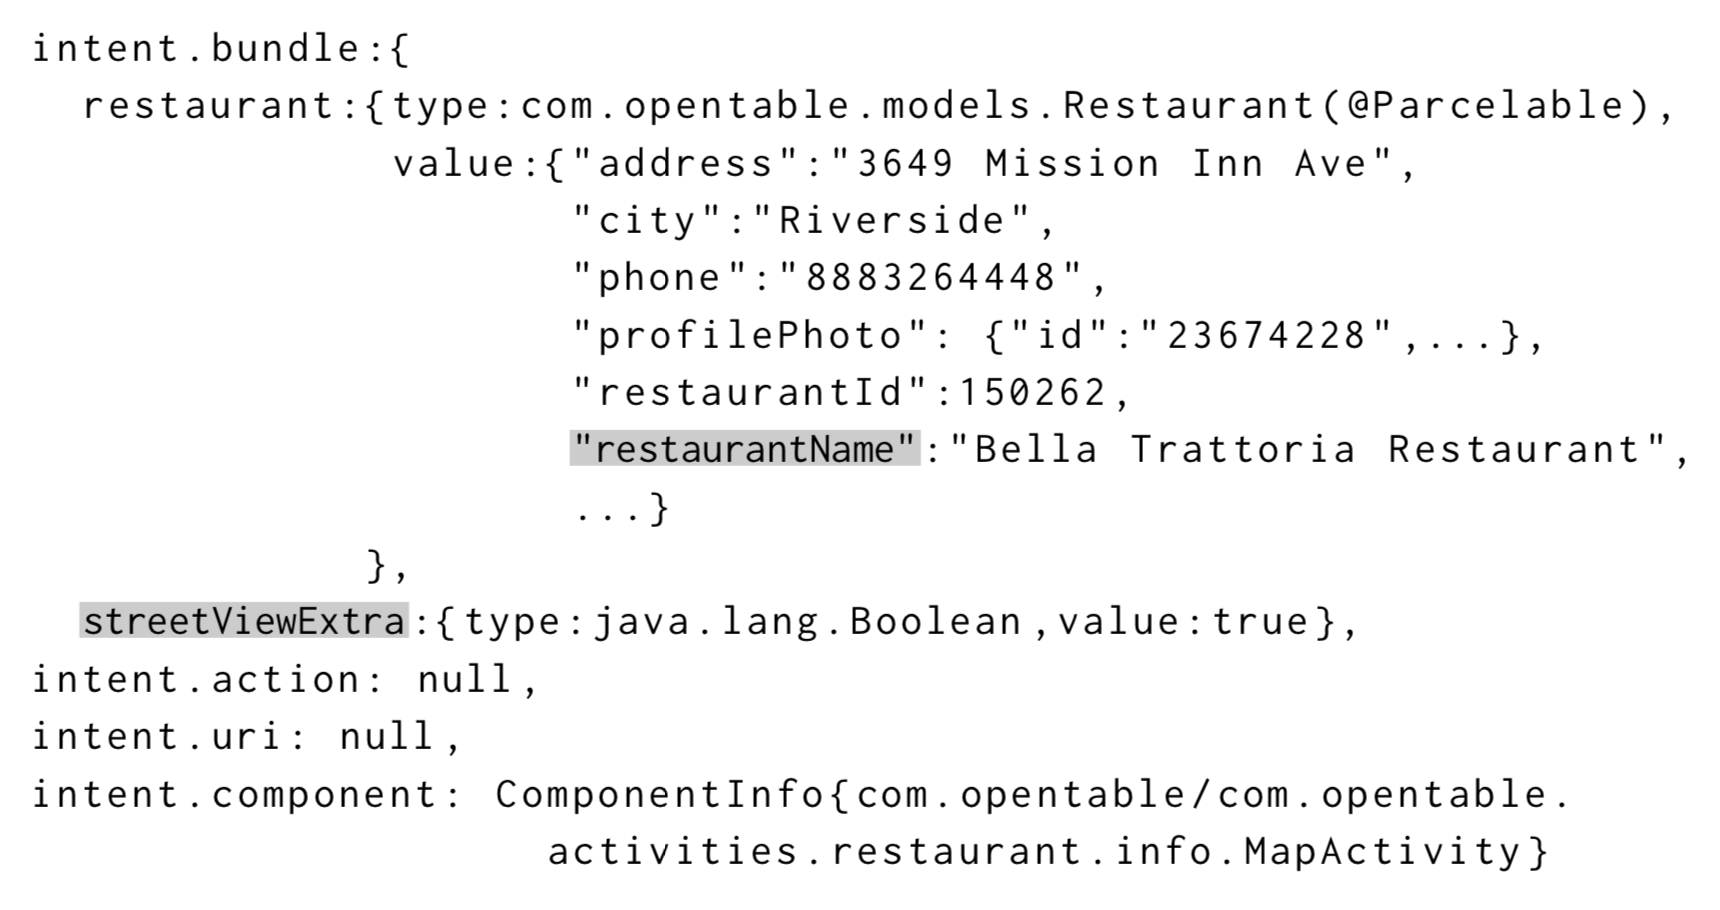 intent.bundle:{
restaurant:{type:com.opentable.models.Restaurant(@Parcelable),
value:{"address":"3649 Mission Inn Ave",
"city":"Riverside",
"phone":"8883264448",
"profilePhoto": {"id":"23674228",...},
"restaurantId":150262,
"restaurantName":"Bella Trattoria Restaurant",
...}
},
streetViewExtra:{type:java.lang.Boolean,value:true},
intent.action: null,
intent.uri: null,
intent.component: ComponentInfo{com.opentable/com.opentable.
activities.restaurant.info.MapActivity}